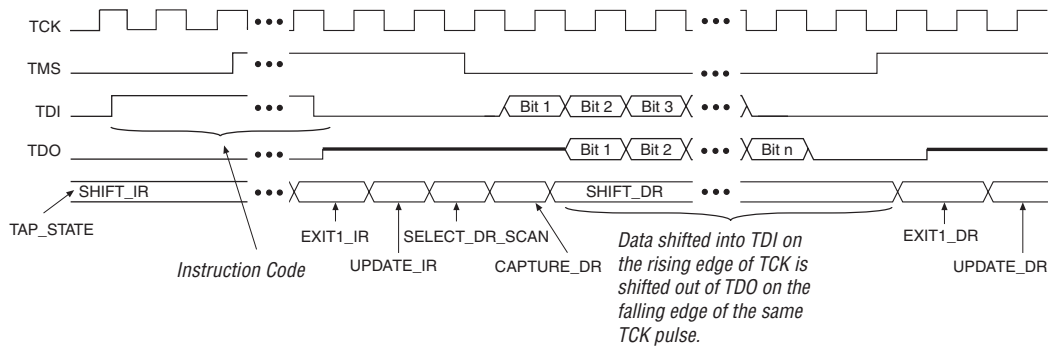 TCK
TMS
TDI
Bit 1 Bit 2 Bit 3
TDO
Bit 1 Bit 2 Bit n
SHIFT_IR SHIFT_DR
TAP_STATE
EXIT1_IR SELECT_DR_SCAN EXIT1_DR
Instruction Code UPDATE_IR CAPTURE_DR UPDATE_DR
Data shifted into TDI on
the rising edge of TCK is
shifted out of TDO on the
falling edge of the same
TCK pulse.